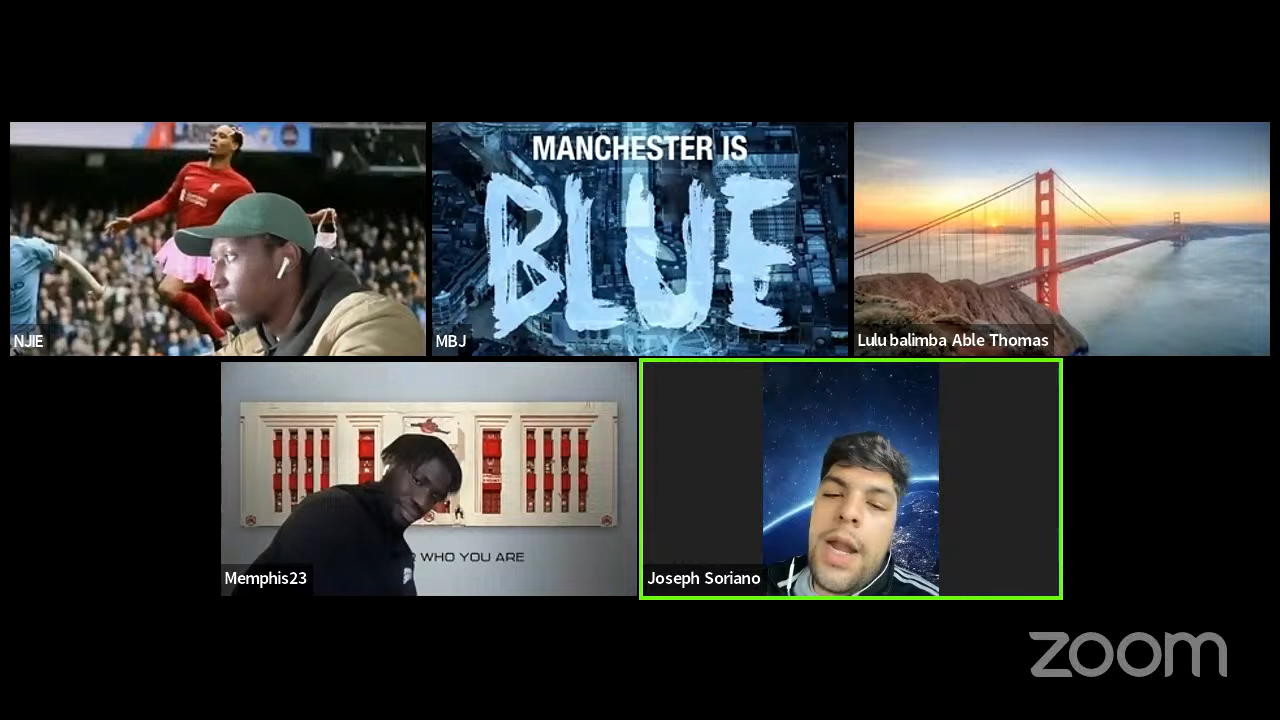 MANCHESTER IS
BLUE
NJIE
MBJ
Lulu balimba Able Thomas
WHO YOU ARE
Memphis23
Joseph Soriano
zoom